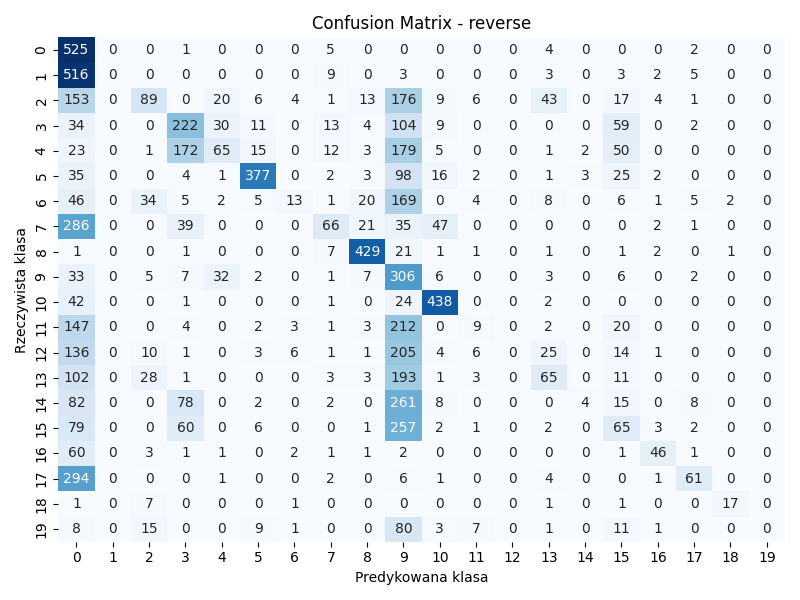 Confusion Matrix - reverse
Rzeczywista klasa
0 525 0 0 1 0 0 0 5 0 0 0 0 0 4 0 0 0 2 0 0
1 516 0 0 0 0 0 0 9 0 3 0 0 0 3 0 3 2 5 0 0
2 153 0 89 0 20 6 4 1 13 176 9 6 0 43 0 17 4 1 0 0
3 34 0 0 222 30 11 0 13 4 104 9 0 0 0 0 59 0 2 0 0
4 23 0 1 172 65 15 0 12 3 179 5 0 0 1 2 50 0 0 0 0
5 35 0 0 4 1 377 0 2 3 98 16 2 0 1 3 25 2 0 0 0
6 46 0 34 5 2 5 13 1 20 169 0 4 0 8 0 6 1 5 2 0
7 286 0 0 39 0 0 0 66 21 35 47 0 0 0 0 0 2 1 0 0
8 1 0 0 1 0 0 0 7 429 21 1 1 0 1 0 1 2 0 1 0
9 33 0 5 7 32 2 0 1 7 306 6 0 0 3 0 6 0 2 0 0
10 42 0 0 1 0 0 0 1 0 24 438 0 0 2 0 0 0 0 0 0
11 147 0 0 4 0 2 3 1 3 212 0 9 0 2 0 20 0 0 0 0
12 136 0 10 1 0 3 6 1 1 205 4 6 0 25 0 14 1 0 0 0
13 102 0 28 1 0 0 0 3 3 193 1 3 0 65 0 11 0 0 0 0
14 82 0 0 78 0 2 0 2 0 261 8 0 0 0 4 15 0 8 0 0
15 79 0 0 60 0 6 0 0 1 257 2 1 0 2 0 65 3 2 0 0
16 60 0 3 1 1 0 2 1 1 2 0 0 0 0 0 1 46 1 0 0
17 294 0 0 0 1 0 0 2 0 6 1 0 0 4 0 0 1 61 0 0
18 1 0 7 0 0 0 1 0 0 0 0 0 0 1 0 1 0 0 17 0
19 8 0 15 0 0 9 1 0 0 80 3 7 0 1 0 11 1 0 0 0
0 1 2 3 4 5 6 7 8 9 10 11 12 13 14 15 16 17 18 19
Predykowana klasa